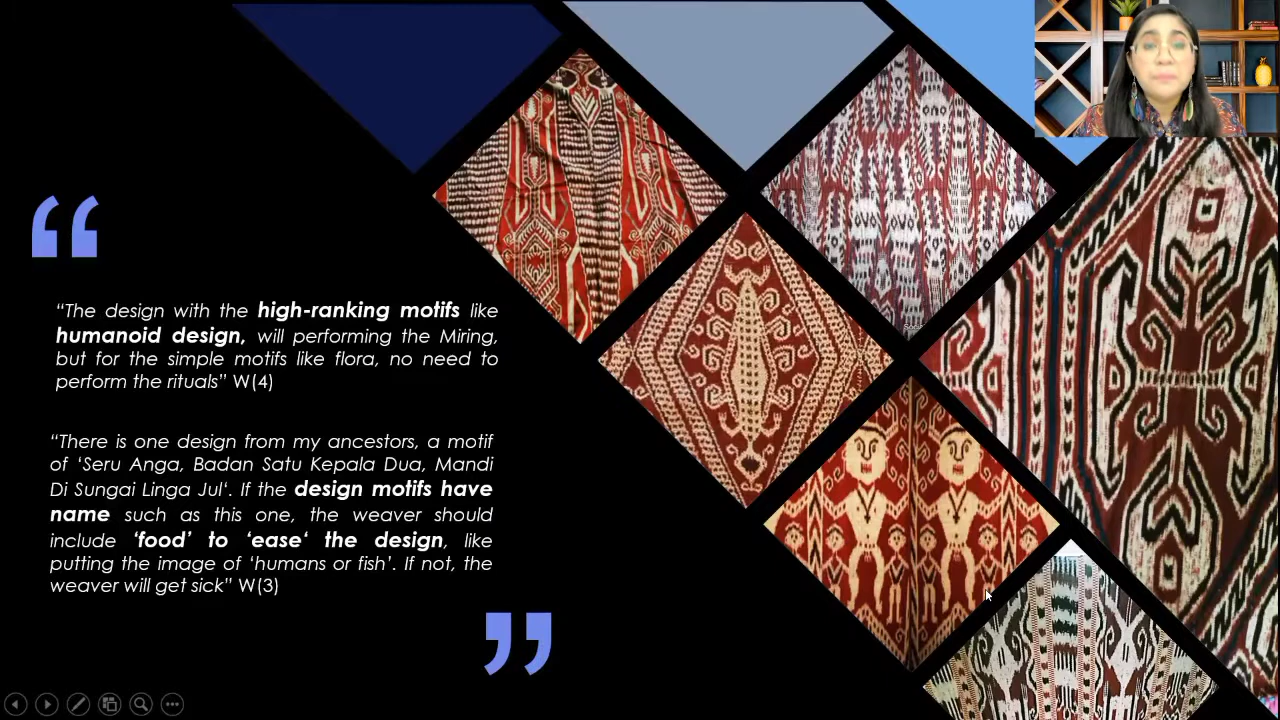 “The design with the high-ranking motifs like
humanoid design, will performing the Miring,
but for the simple motifs like flora, no need to
perform the rituals” W(4)
“There is one design from my ancestors, a motif
of ‘Seru Anga, Badan Satu Kepala Dua, Mandi
Di Sungai Linga Jul‘. If the design motifs have
name such as this one, the weaver should
include ‘food’ to ‘ease‘ the design, like
putting the image of ‘humans or fish’. If not, the
weaver will get sick” W(3)